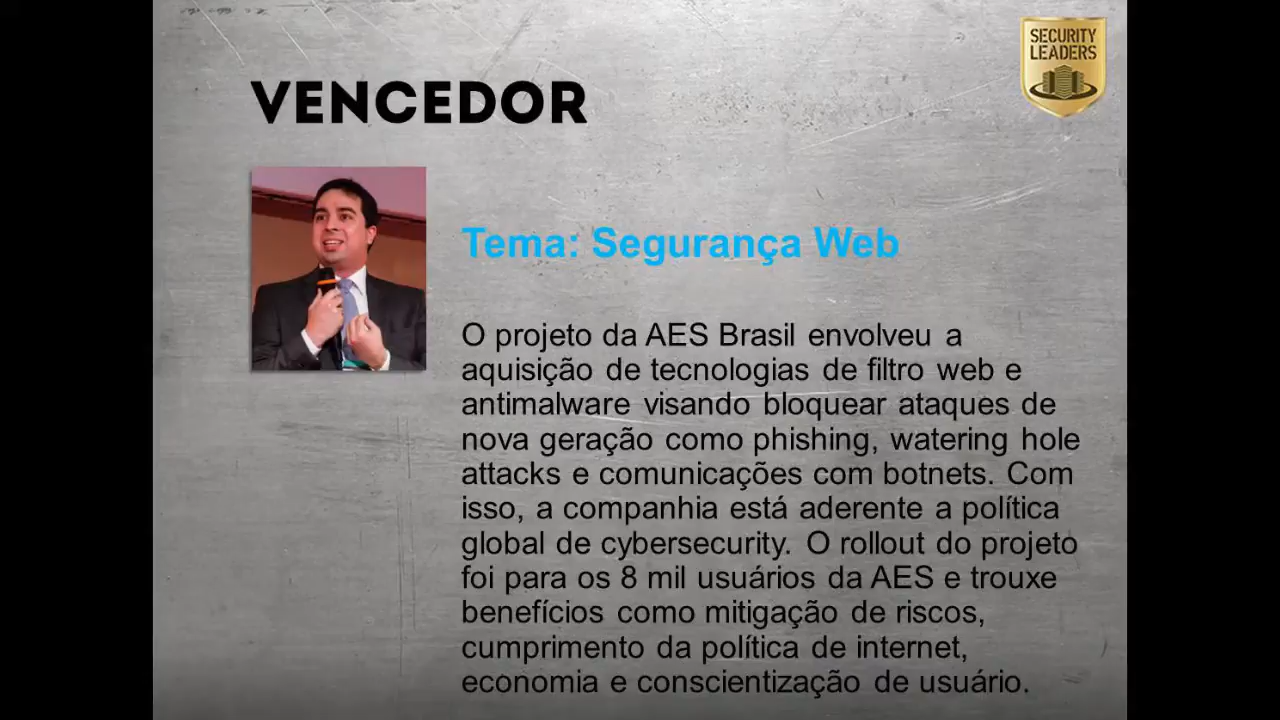 SECURITY
LEADERS
VENCEDOR
Tema: Segurança Web
O projeto da AES Brasil envolveu a
aquisição de tecnologias de filtro web e
antimalware visando bloquear ataques de
nova geração como phishing, watering hole
attacks e comunicações com botnets. Com
isso, a companhia está aderente a política
global de cybersecurity. O rollout do projeto
foi para os 8 mil usuários da AES e trouxe
benefícios como mitigação de riscos,
cumprimento da política de internet,
economia e conscientização de usuário.